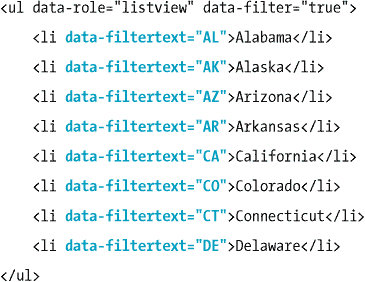 <ul data-role="listview" data-filter="true">
<li data-filtertext="AL">Alabama</li>
<li data-filtertext="AK">Alaska</li>
<li data-filtertext="AZ">Arizona</li>
<li data-filtertext="AR">Arkansas</li>
<li data-filtertext="CA">California</li>
<li data-filtertext="CO">Colorado</li>
<li data-filtertext="CT">Connecticut</li>
<li data-filtertext="DE">Delaware</li>
</ul>